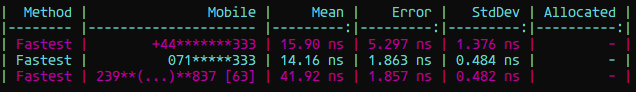 |  Method |               Mobile |     Mean |    Error |   StdDev | Allocated |
|-------- |--------------------- |---------:|---------:|---------:|----------:|
| Fastest |        +44*******333 | 15.90 ns | 5.297 ns | 1.376 ns |         - |
| Fastest |          071*****333 | 14.16 ns | 1.863 ns | 0.484 ns |         - |
| Fastest | 239**(...)**837 [63] | 41.92 ns | 1.857 ns | 0.482 ns |         - |